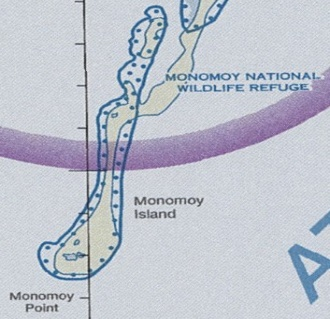 MONOMOY NATIONAL
WILDLIFE REFUGE
Monomoy
Island
Monomoy
Point
AT